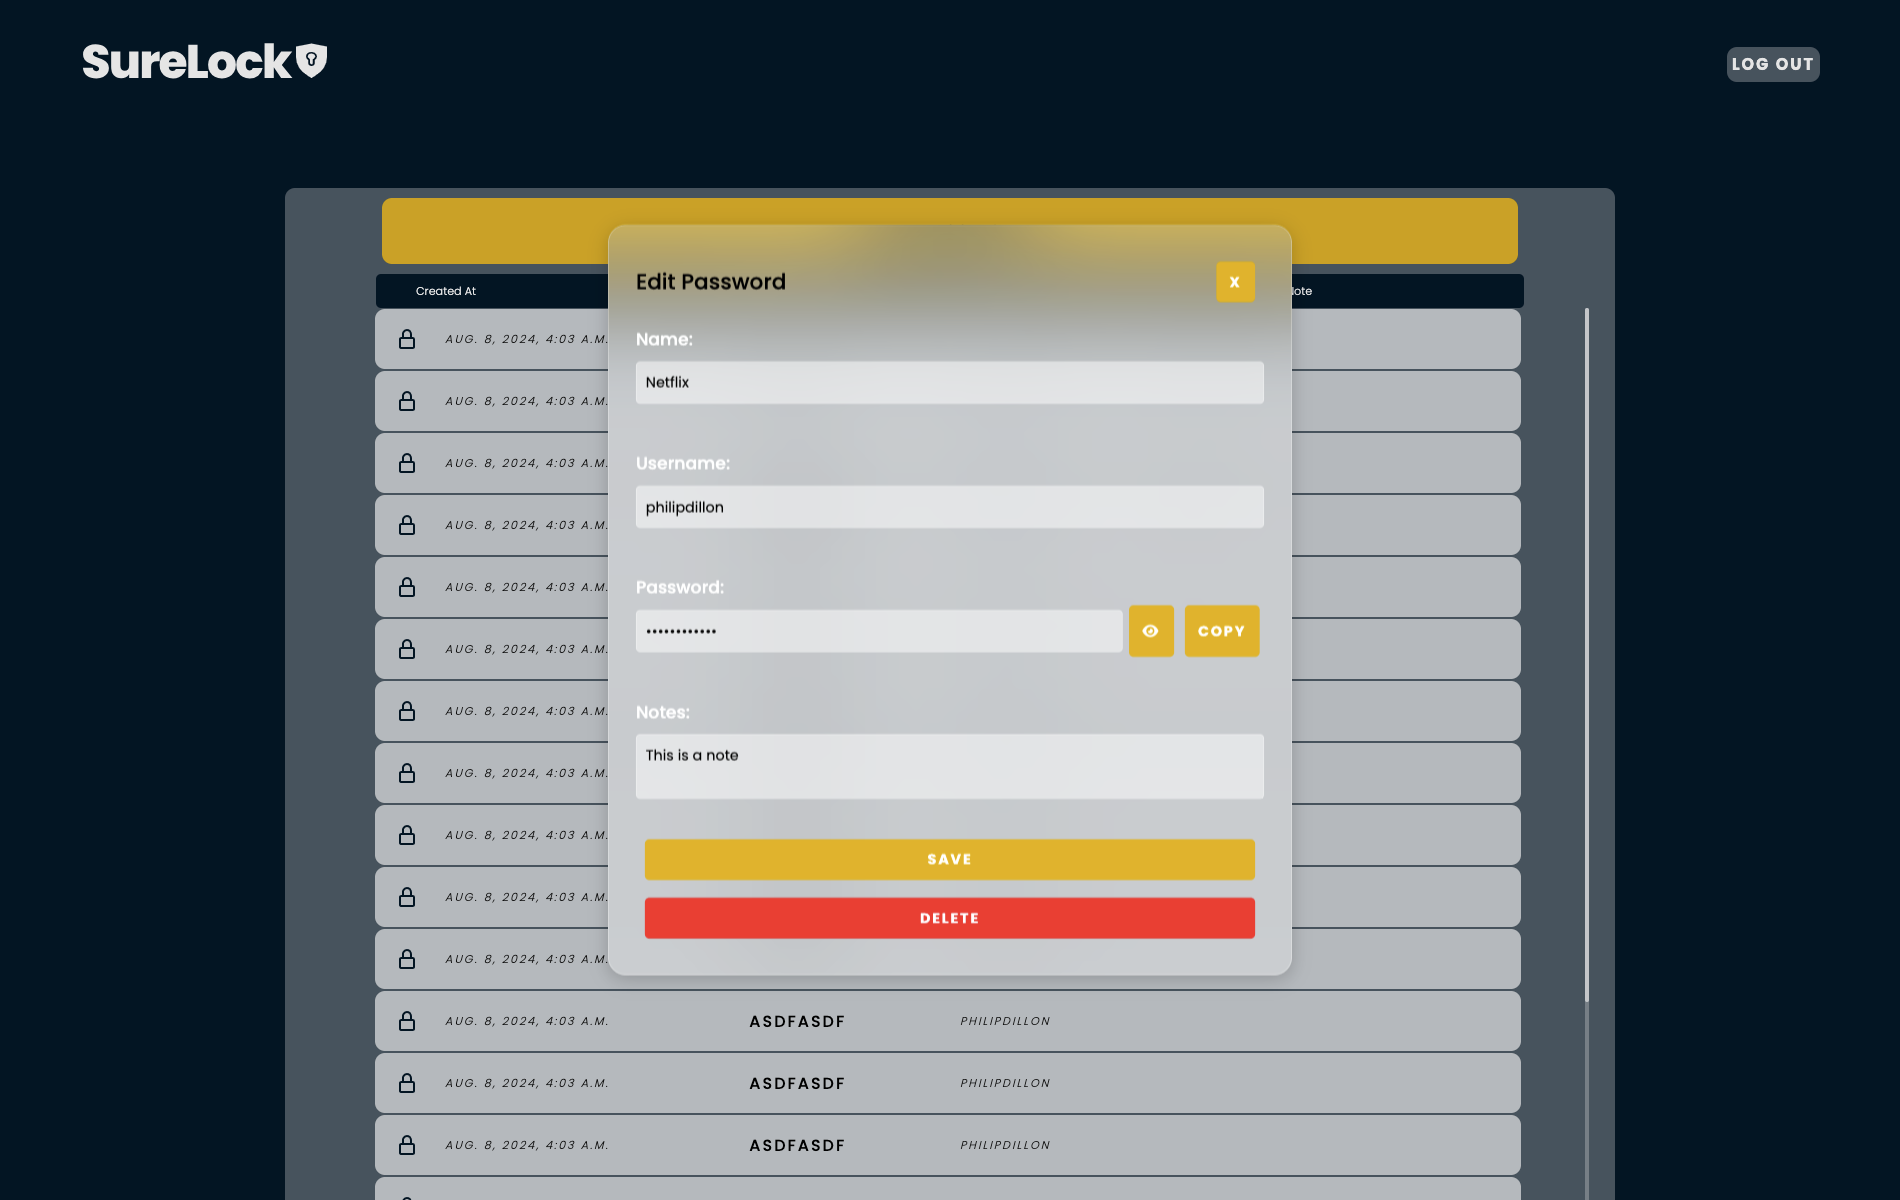 SureLock
LOG OUT
Edit Password
X
Created At
Name:
Netflix
Username:
philipdillon
Password:
••••••••••••
COPY
Notes:
This is a note
SAVE
DELETE
AUG. 8, 2024, 4:03 A.M.
AUG. 8, 2024, 4:03 A.M.
AUG. 8, 2024, 4:03 A.M.
AUG. 8, 2024, 4:03 A.M.
AUG. 8, 2024, 4:03 A.M.
AUG. 8, 2024, 4:03 A.M.
AUG. 8, 2024, 4:03 A.M.
AUG. 8, 2024, 4:03 A.M.
AUG. 8, 2024, 4:03 A.M.
AUG. 8, 2024, 4:03 A.M.
AUG. 8, 2024, 4:03 A.M.
AUG. 8, 2024, 4:03 A.M. ASDFASDF PHILIPDILLON
AUG. 8, 2024, 4:03 A.M. ASDFASDF PHILIPDILLON
AUG. 8, 2024, 4:03 A.M. ASDFASDF PHILIPDILLON